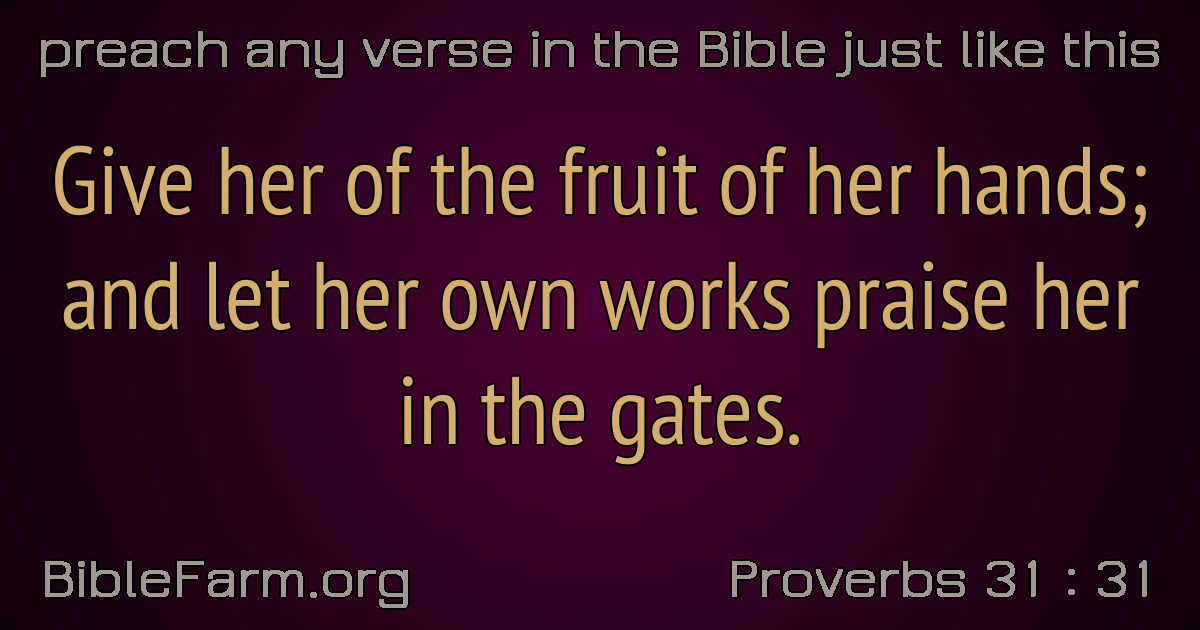 preach any verse in the Bible just like this
Give her of the fruit of her hands;
and let her own works praise her
in the gates.
BibleFarm.org
Proverbs 31 : 31